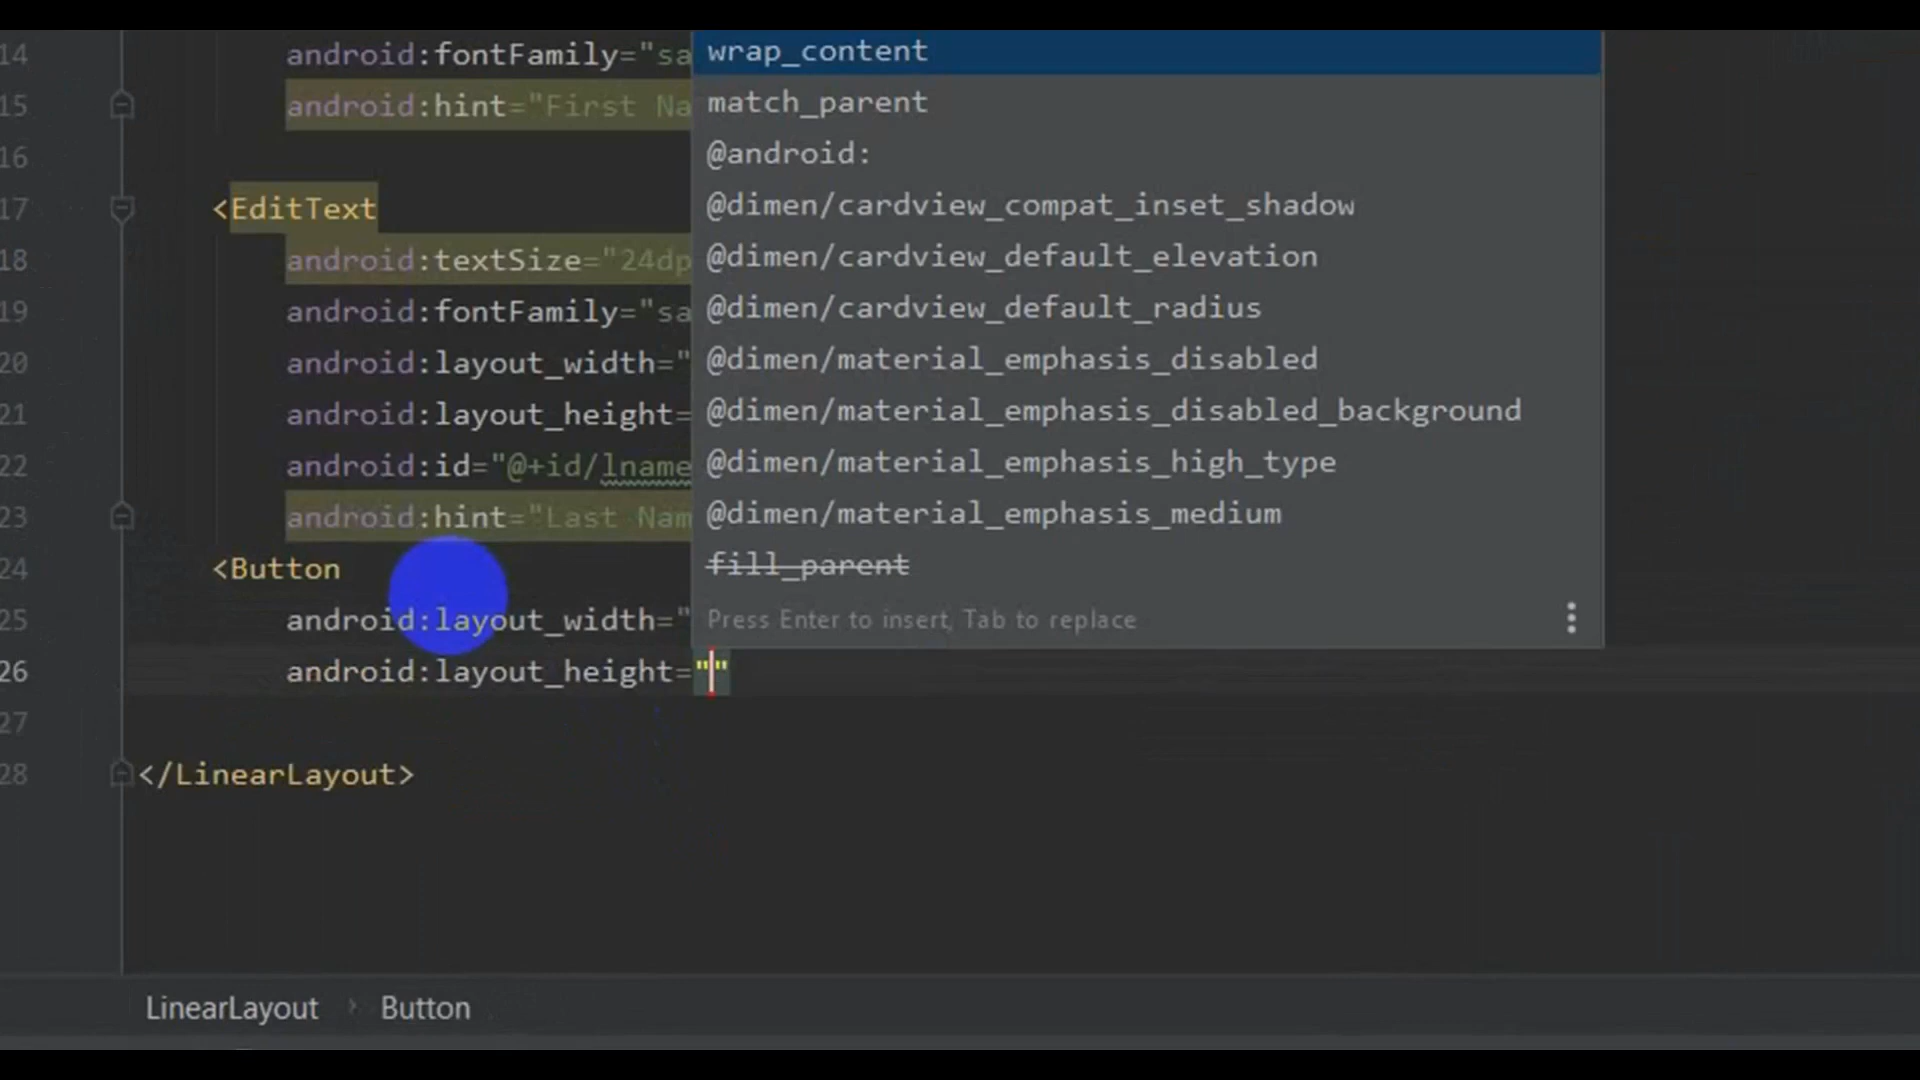 14 android:fontFamily="sa
15 android:hint="First Na
16
17 <EditText
18 android:textSize="24dp
19 android:fontFamily="sa
20 android:layout_width="
21 android:layout_height=
22 android:id="@+id/lname
23 android:hint="Last Nam
24 <Button
25 android:layout_width="
26 android:layout_height=""
27
28 </LinearLayout>
wrap_content
match_parent
@android:
@dimen/cardview_compat_inset_shadow
@dimen/cardview_default_elevation
@dimen/cardview_default_radius
@dimen/material_emphasis_disabled
@dimen/material_emphasis_disabled_background
@dimen/material_emphasis_high_type
@dimen/material_emphasis_medium
fill_parent
Press Enter to insert, Tab to replace
LinearLayout › Button